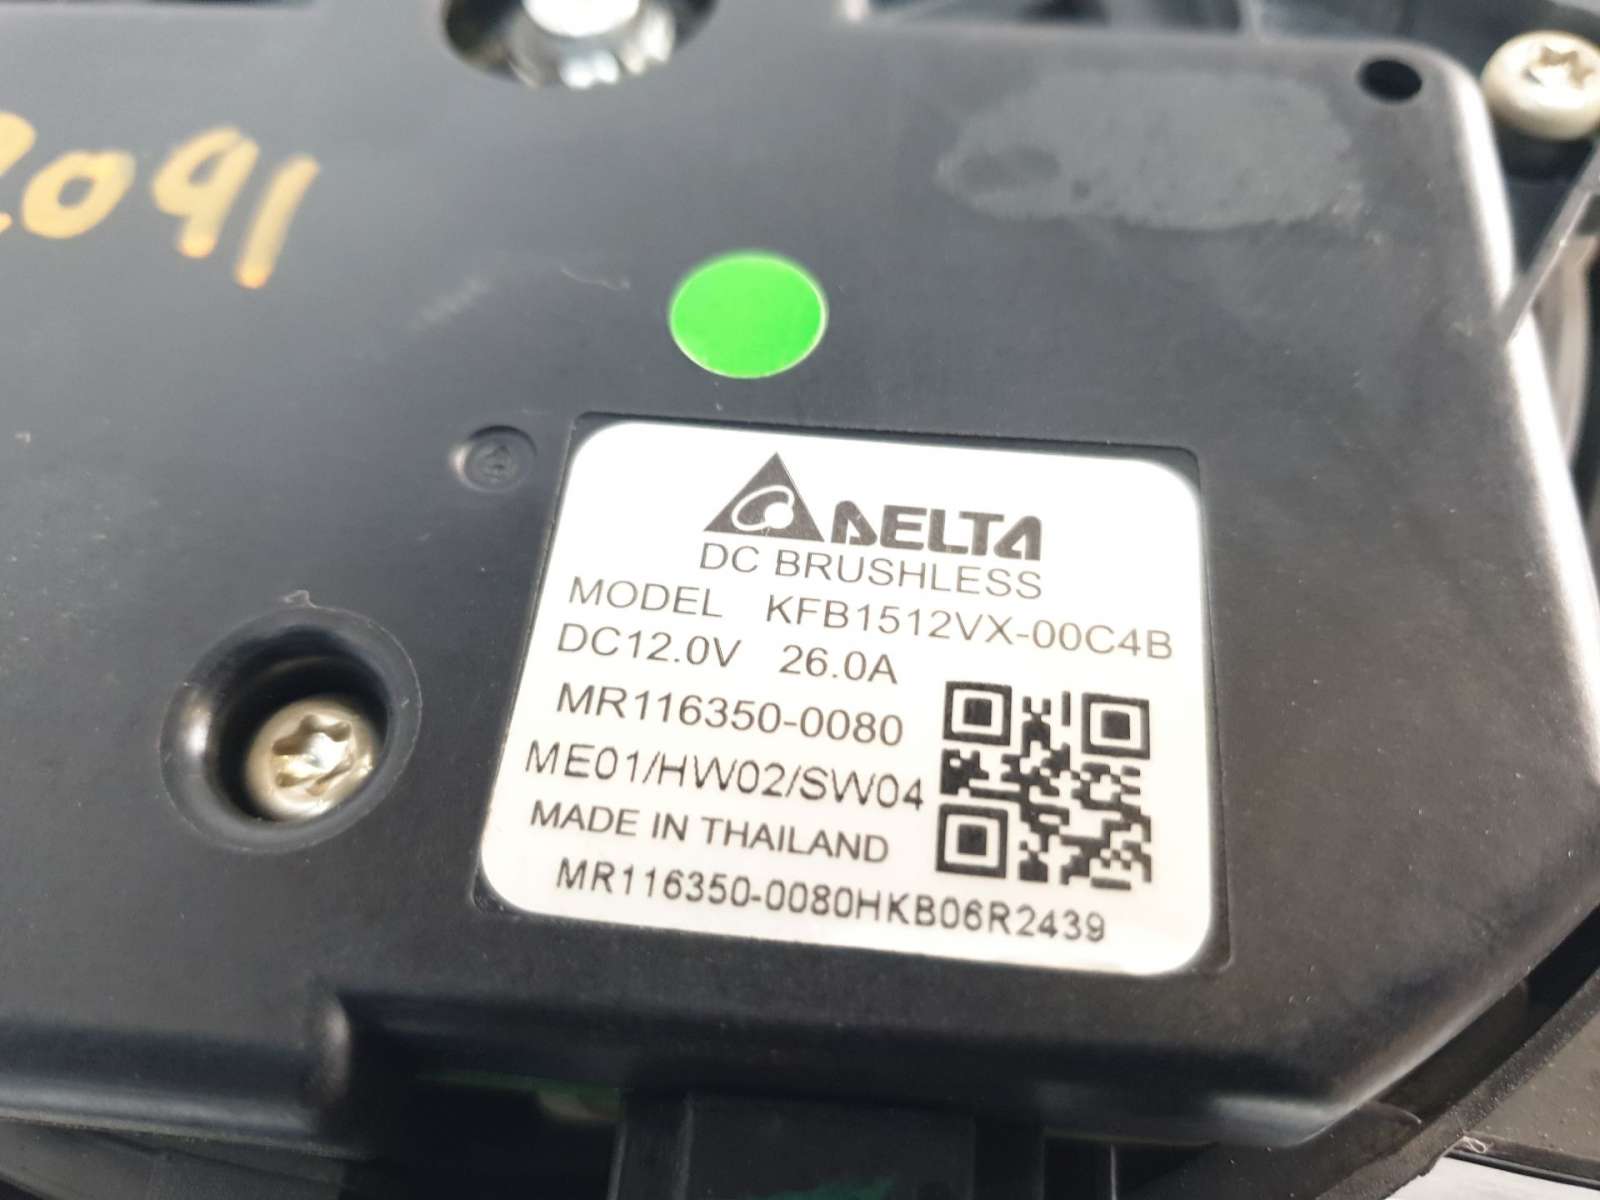 2091
DELTA
DC BRUSHLESS
MODEL KFB1512VX-00C4B
DC12.0V 26.0A
MR116350-0080
ME01/HW02/SW04
MADE IN THAILAND
MR116350-0080HKB06R2439